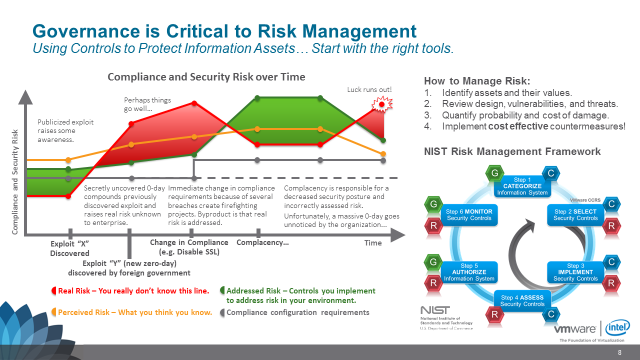 Governance is Critical to Risk Management
Using Controls to Protect Information Assets… Start with the right tools.
Compliance and Security Risk over Time
Compliance and Security Risk
Publicized exploit
raises some
awareness.
Perhaps things
go well...
Luck runs out!
Secretly uncovered 0-day
compounds previously
discovered exploit and
raises real risk unknown
to enterprise.
Immediate change in compliance
requirements because of several
breaches create firefighting
projects. Byproduct is that real
risk is addressed.
Complacency is responsible for a
decreased security posture and
incorrectly assessed risk.
Unfortunately, a massive 0-day goes
unnoticed by the organization...
Exploit "X"
Discovered
Exploit "Y" (new zero-day)
discovered by foreign government
Change in Compliance
(e.g. Disable SSL)
Complacency...
Time
Real Risk – You really don't know this line.
Perceived Risk – What you think you know.
Addressed Risk – Controls you implement
to address risk in your environment.
Compliance configuration requirements
How to Manage Risk:
1. Identify assets and their values.
2. Review design, vulnerabilities, and threats.
3. Quantify probability and cost of damage.
4. Implement cost effective countermeasures!
NIST Risk Management Framework
G
Step 1
CATEGORIZE
Information System
C
VMware CCRS
G
R
Step 6 MONITOR
Security Controls
Step 2 SELECT
Security Controls
C
R
G
R
Step 5
AUTHORIZE
Information System
Step 3
IMPLEMENT
Security Controls
C
R
R
Step 4 ASSESS
Security Controls
C
NIST
National Institute of
Standards and Technology
U.S. Department of Commerce
vmware
intel
The Foundation of Virtualization
8